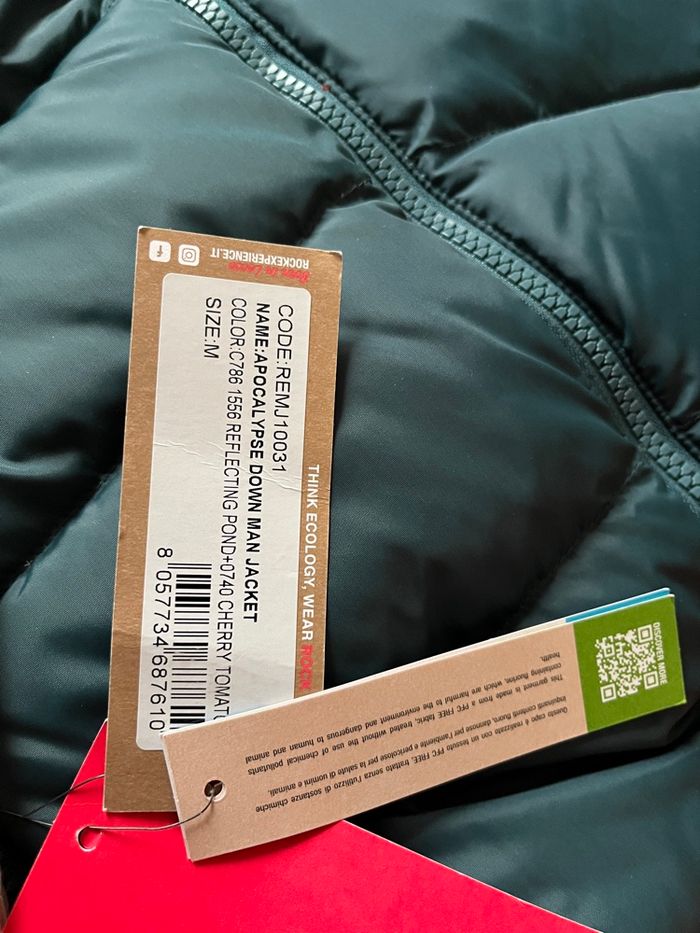 ROCKEXPERIENCE.IT
CODE:REMJ10031
NAME:APOCALYPSE DOWN MAN JACKET
COLOR:C786 1556 REFLECTING POND+0740 CHERRY TOMATO
SIZE:M
8 057734 687610
THINK ECOLOGY, WEAR ROCK
DISCOVER MORE
Questo capo è realizzato con un tessuto PFC FREE, trattato senza l'utilizzo di sostanze chimiche
inquinanti contenenti fluoro, dannose per l'ambiente e pericolose per la salute di uomini e animali.
This garment is made from a PFC FREE fabric, treated without the use of chemical pollutants
containing fluorine, which are harmful to the environment and dangerous to human and animal
health.